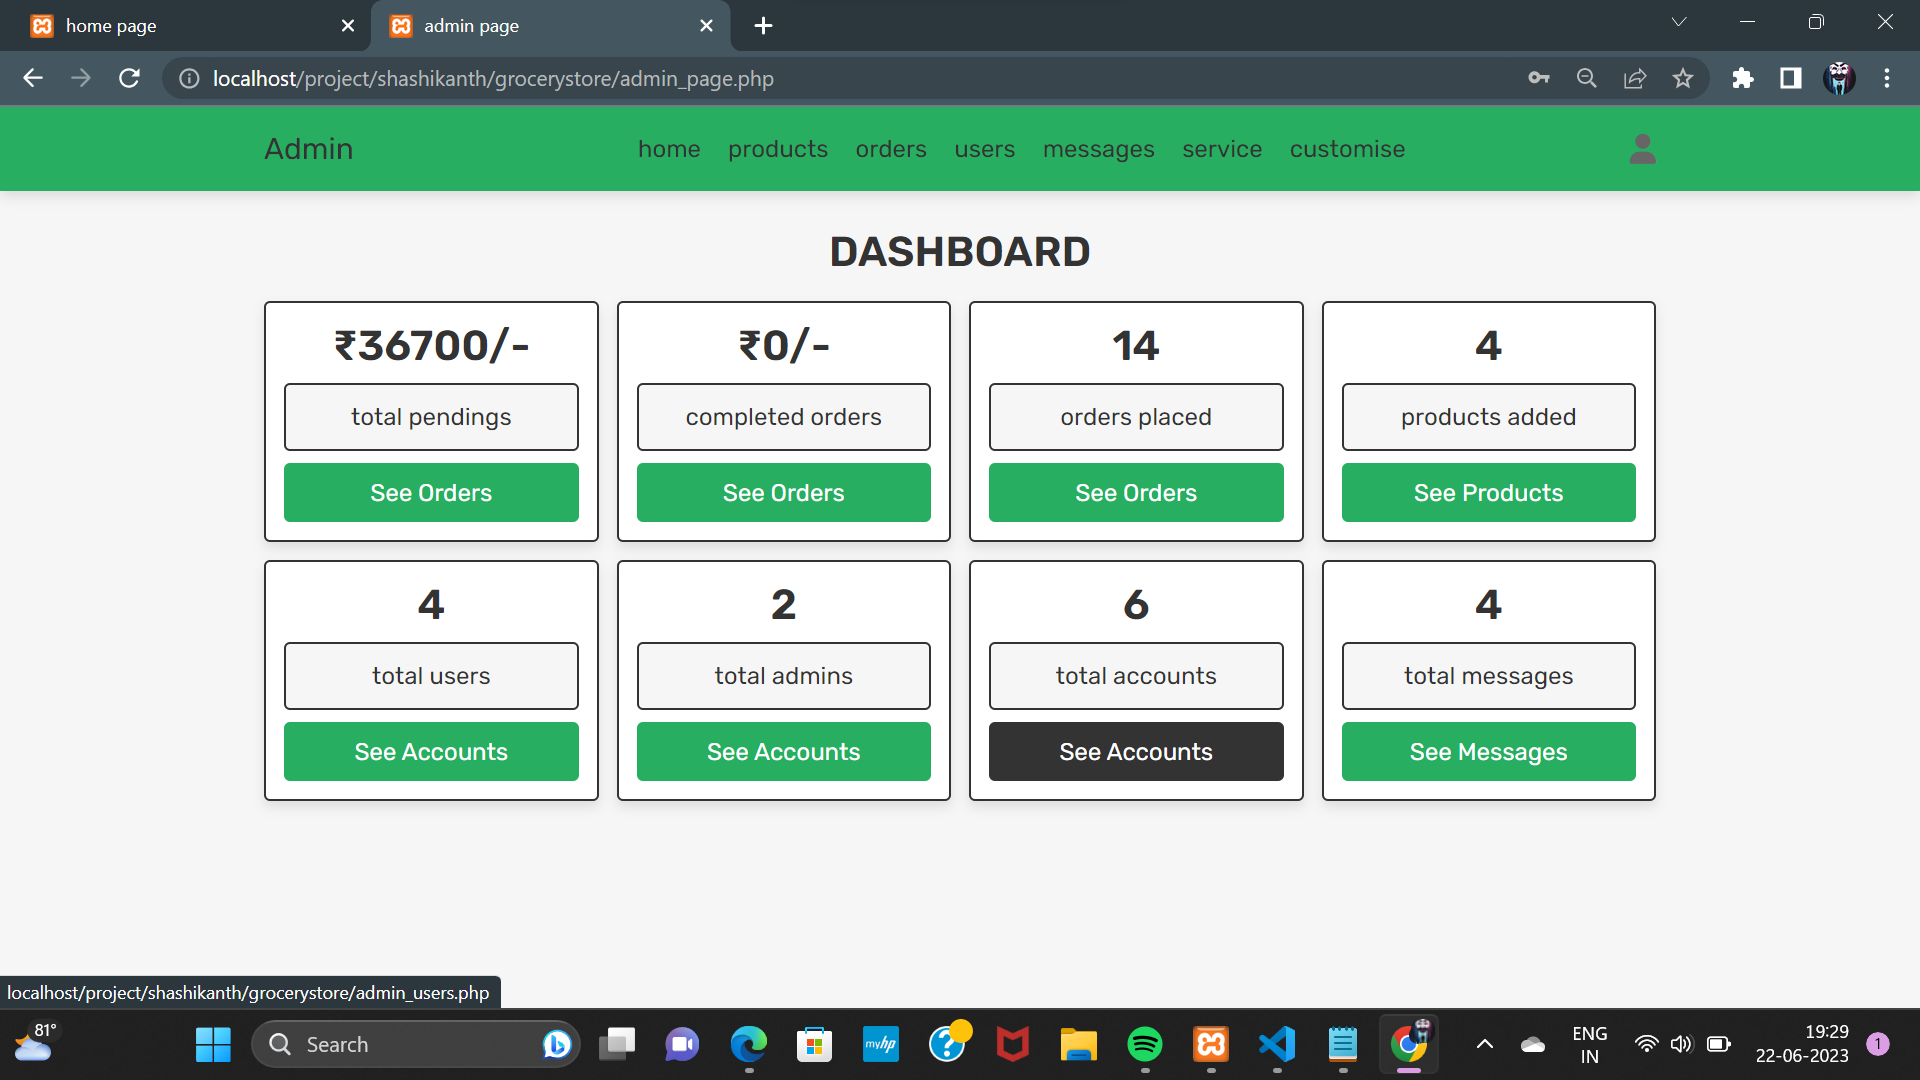 home page
admin page
localhost/project/shashikanth/grocerystore/admin_page.php
Admin
home products orders users messages service customise
DASHBOARD
₹36700/- ₹0/- 14 4
total pendings completed orders orders placed products added
See Orders See Orders See Orders See Products
4 2 6 4
total users total admins total accounts total messages
See Accounts See Accounts See Accounts See Messages
localhost/project/shashikanth/grocerystore/admin_users.php
81°
Search
myhp
ENG
IN
19:29
22-06-2023
1